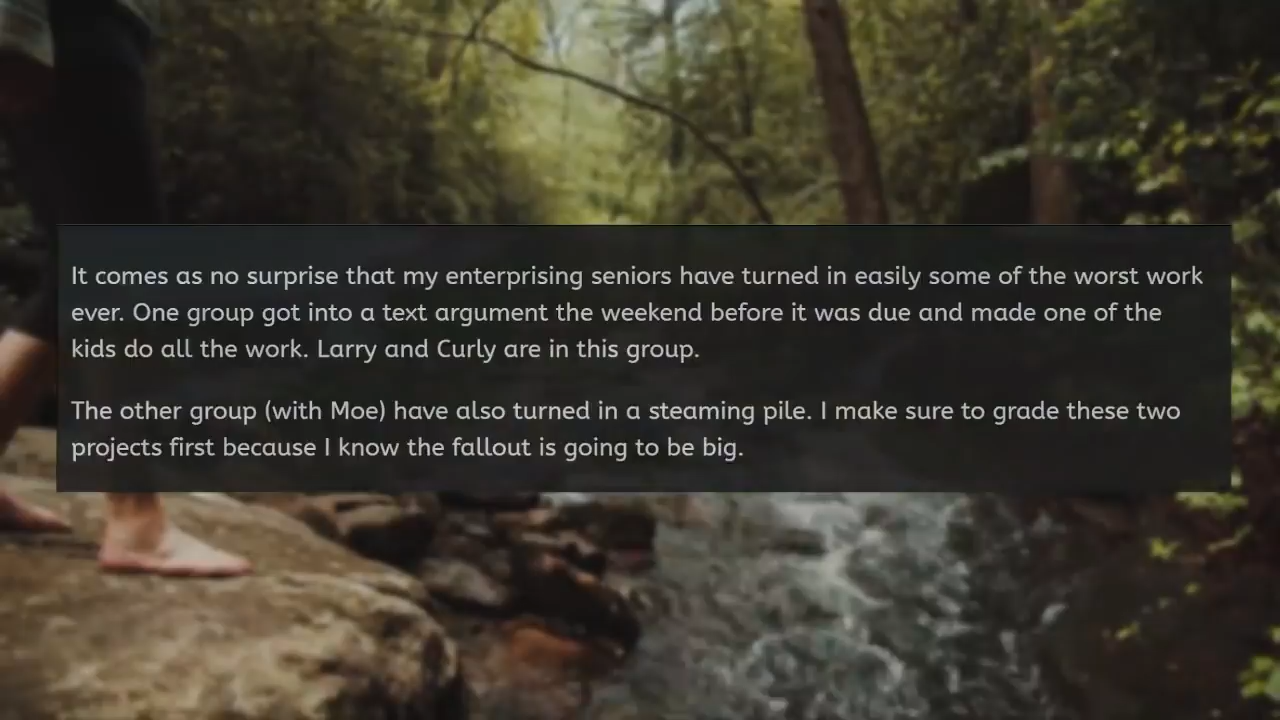 It comes as no surprise that my enterprising seniors have turned in easily some of the worst work
ever. One group got into a text argument the weekend before it was due and made one of the
kids do all the work. Larry and Curly are in this group.
The other group (with Moe) have also turned in a steaming pile. I make sure to grade these two
projects first because I know the fallout is going to be big.